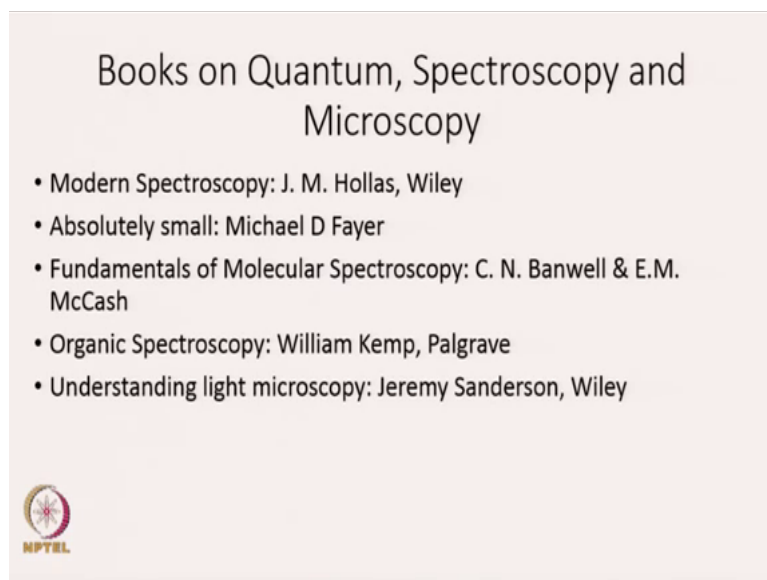 Books on Quantum, Spectroscopy and
Microscopy
• Modern Spectroscopy: J. M. Hollas, Wiley
• Absolutely small: Michael D Fayer
• Fundamentals of Molecular Spectroscopy: C. N. Banwell & E.M.
McCash
• Organic Spectroscopy: William Kemp, Palgrave
• Understanding light microscopy: Jeremy Sanderson, Wiley
NPTEL